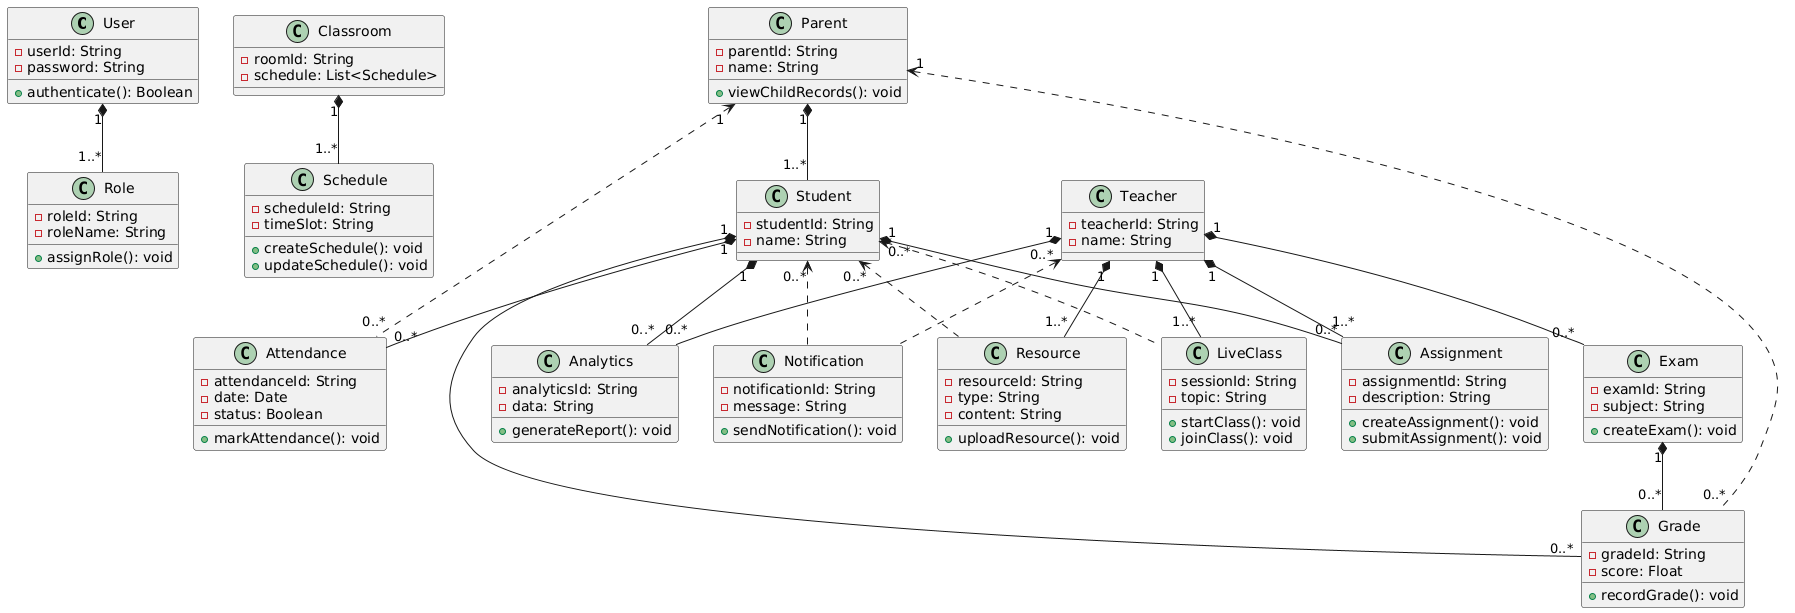 C User
userId: String
password: String
authenticate(): Boolean
1
1..*
C Role
roleId: String
roleName: String
assignRole(): void
C Classroom
roomId: String
schedule: List<Schedule>
1
1..*
C Schedule
scheduleId: String
timeSlot: String
createSchedule(): void
updateSchedule(): void
C Parent
parentId: String
name: String
viewChildRecords(): void
1
1
1
1..*
C Student
studentId: String
name: String
1
1
1
1
0..*
0..*
0..*
C Teacher
teacherId: String
name: String
1
1
1
1
1
0..*
0..*
0..*
0..*
0..*
1..*
1..*
0..*
1..*
0..*
C Attendance
attendanceId: String
date: Date
status: Boolean
markAttendance(): void
C Analytics
analyticsId: String
data: String
generateReport(): void
C Notification
notificationId: String
message: String
sendNotification(): void
C Resource
resourceId: String
type: String
content: String
uploadResource(): void
C LiveClass
sessionId: String
topic: String
startClass(): void
joinClass(): void
C Assignment
assignmentId: String
description: String
createAssignment(): void
submitAssignment(): void
C Exam
examId: String
subject: String
createExam(): void
1
0..*
0..*
0..*
C Grade
gradeId: String
score: Float
recordGrade(): void